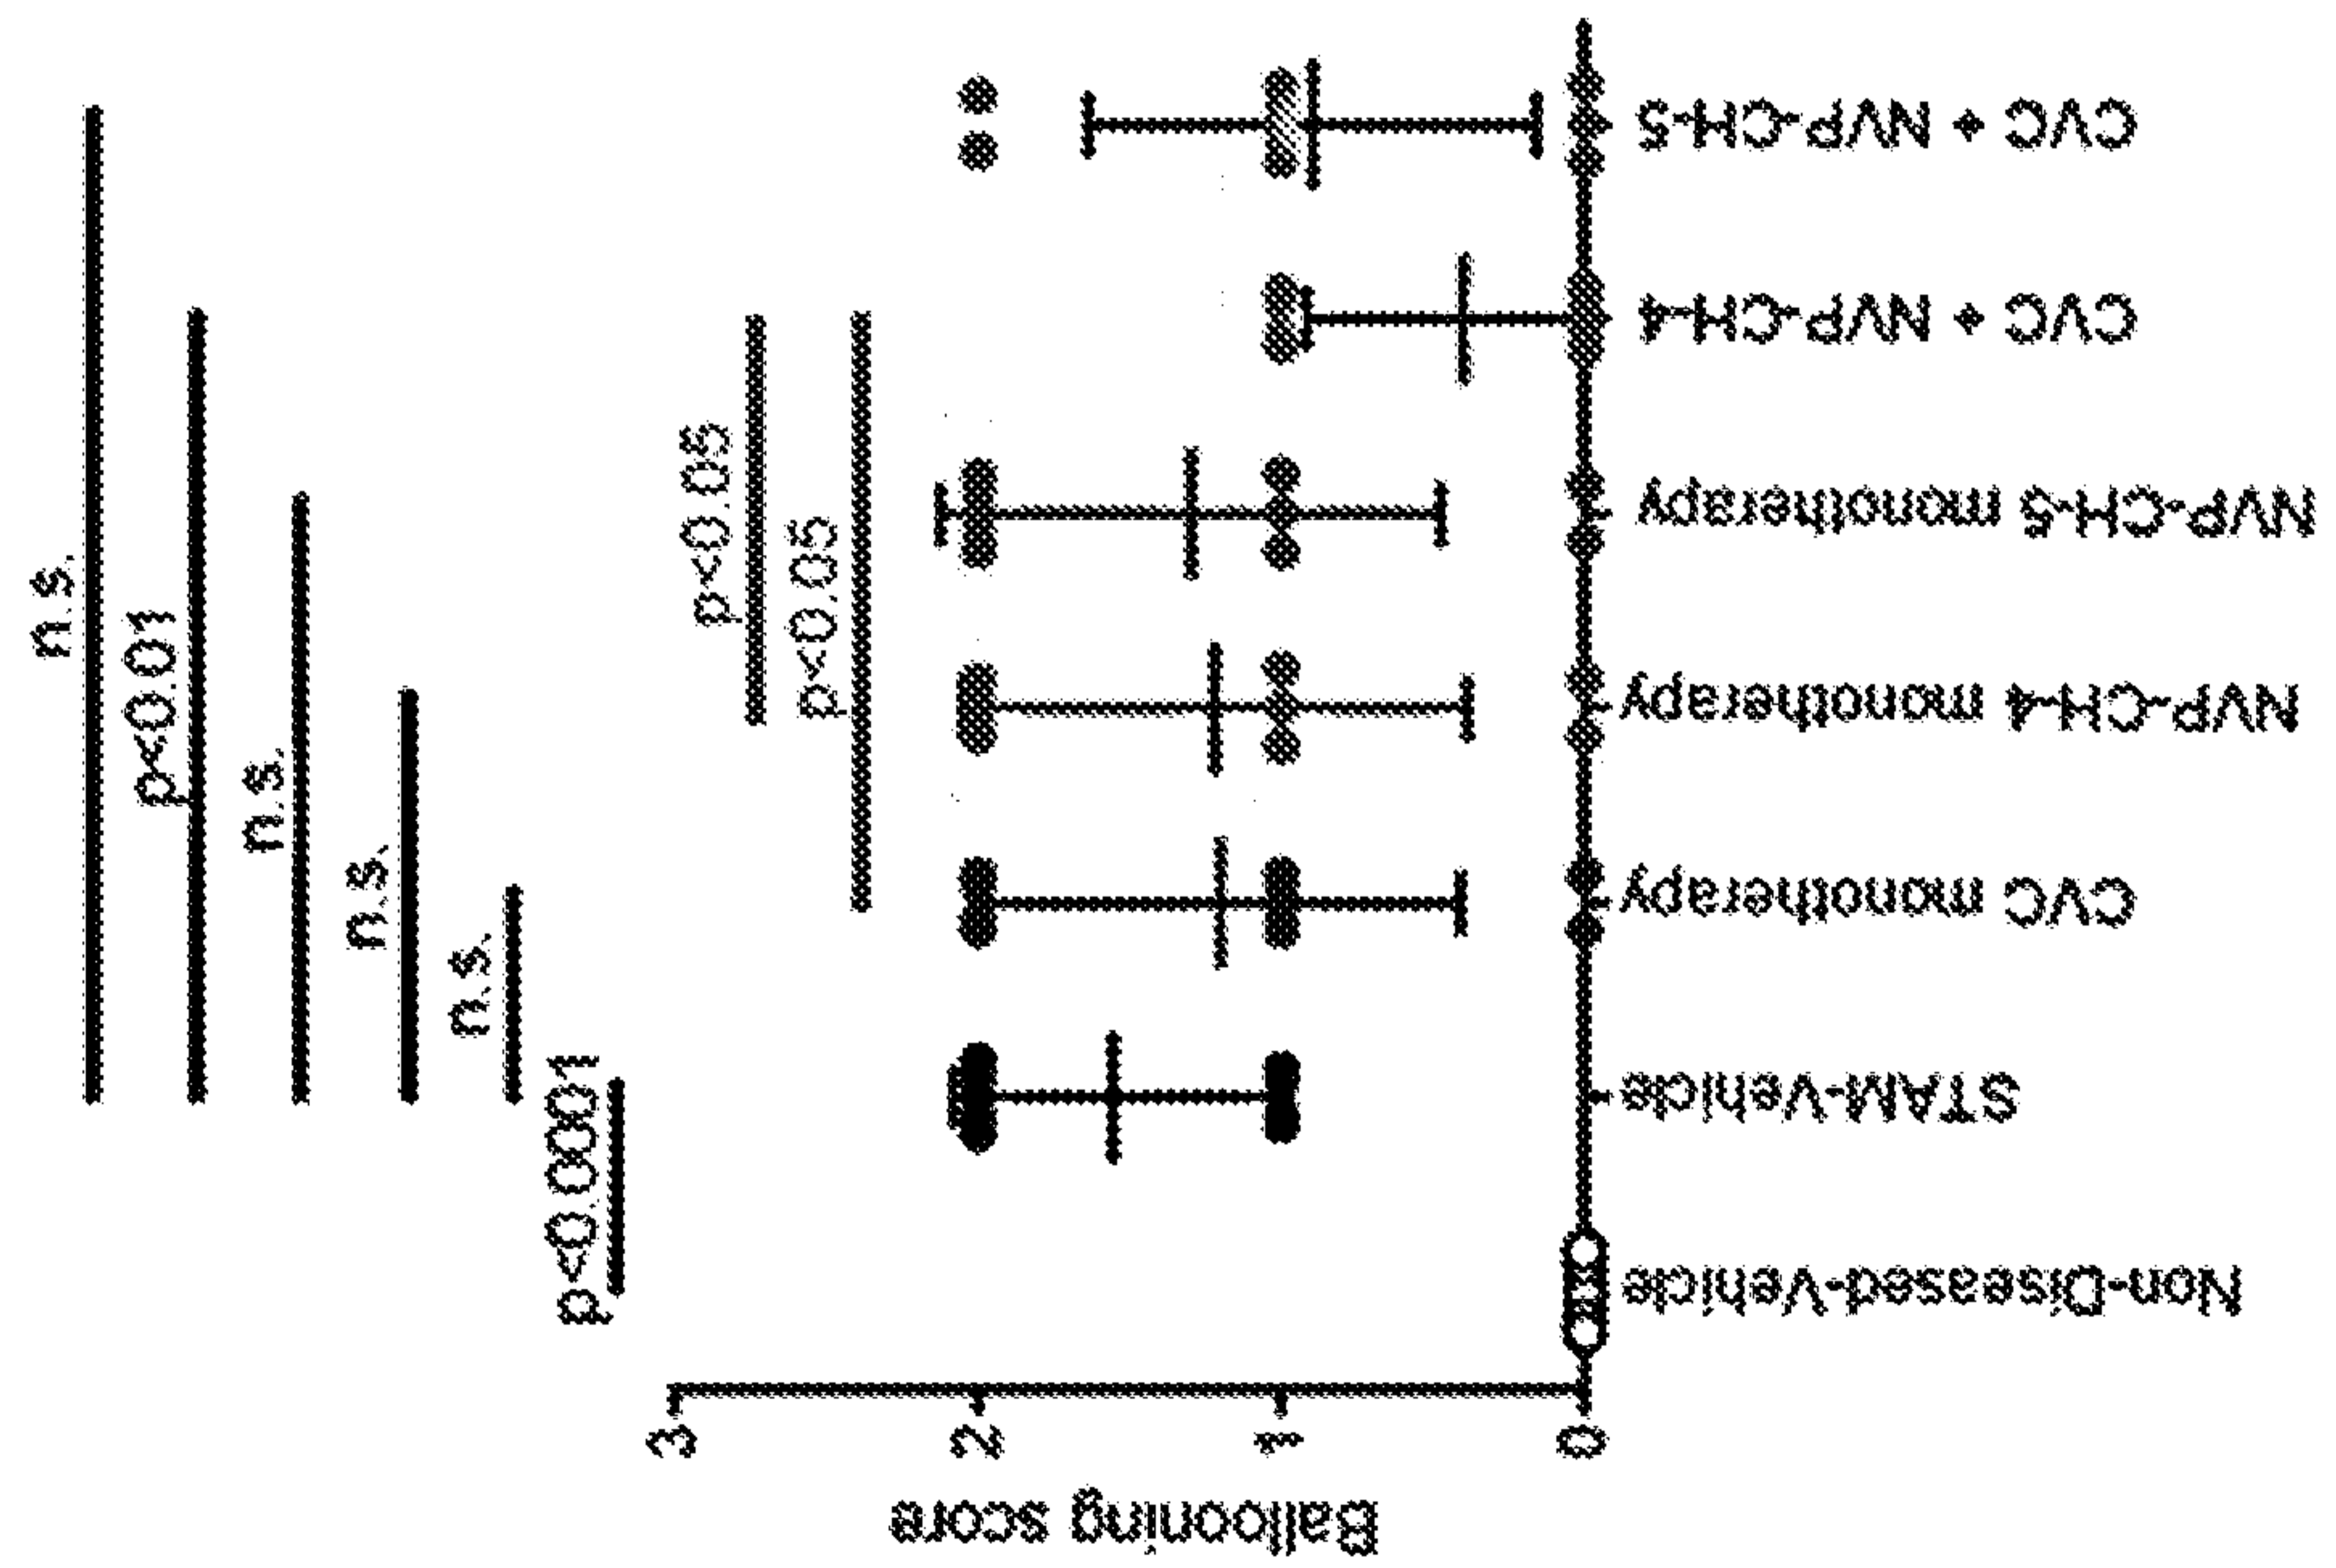 n.s.
p<0.01
n.s.
n.s.
n.s.
p<0.0001
p<0.05
p<0.05
Ballooning score
3
2
1
0
Non-Diseased-Vehicle
STAM-Vehicle
CVC monotherapy
NVP-CH-4 monotherapy
NVP-CH-5 monotherapy
CVC + NVP-CH-4
CVC + NVP-CH-5